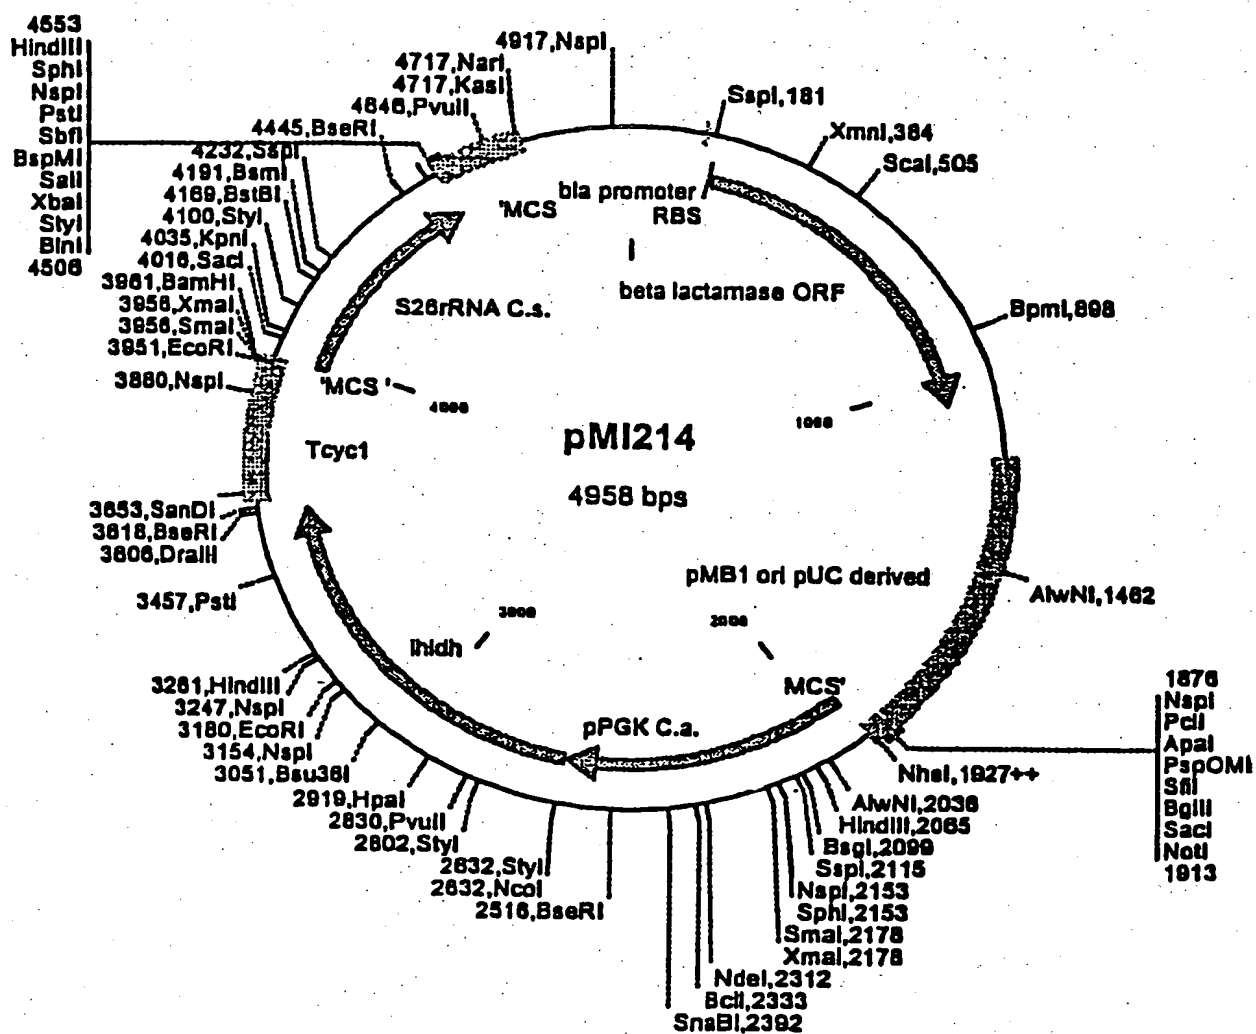 4553
HindIII
SphI
NspI
PstI
SbfI
BspMI
SalI
XbaI
StyI
BlnI
4506
4917,NspI
4717,NarI
4717,KasI
4646,PvuII
4445,BseRI
4232,SspI
4191,BsmI
4169,BstBI
4100,StyI
4035,KpnI
4016,SacI
3961,BamHI
3956,XmaI
3956,SmaI
3951,EcoRI
3880,NspI
3653,SanDI
3618,BseRI
3606,DraIII
3457,PstI
3261,HindIII
3247,NspI
3180,EcoRI
3154,NspI
3051,Bsu36I
2919,HpaI
2830,PvuII
2802,StyI
2632,StyI
2632,NcoI
2516,BseRI
SspI,181
XmnI,384
ScaI,505
BpmI,898
AlwNI,1462
1876
NspI
PciI
ApaI
PspOMI
SfiI
BglII
SacI
NotI
1913
NheI,1927++
AlwNI,2036
HindIII,2065
BsgI,2099
SspI,2115
NspI,2153
SphI,2153
SmaI,2178
XmaI,2178
NdeI,2312
BclI,2333
SnaBI,2392
'MCS
bla promoter
RBS
beta lactamase ORF
S26rRNA C.s.
'MCS '
4000
1000
pMI214
4958 bps
Tcyc1
pMB1 ori pUC derived
3000
2000
lhldh
MCS'
pPGK C.a.